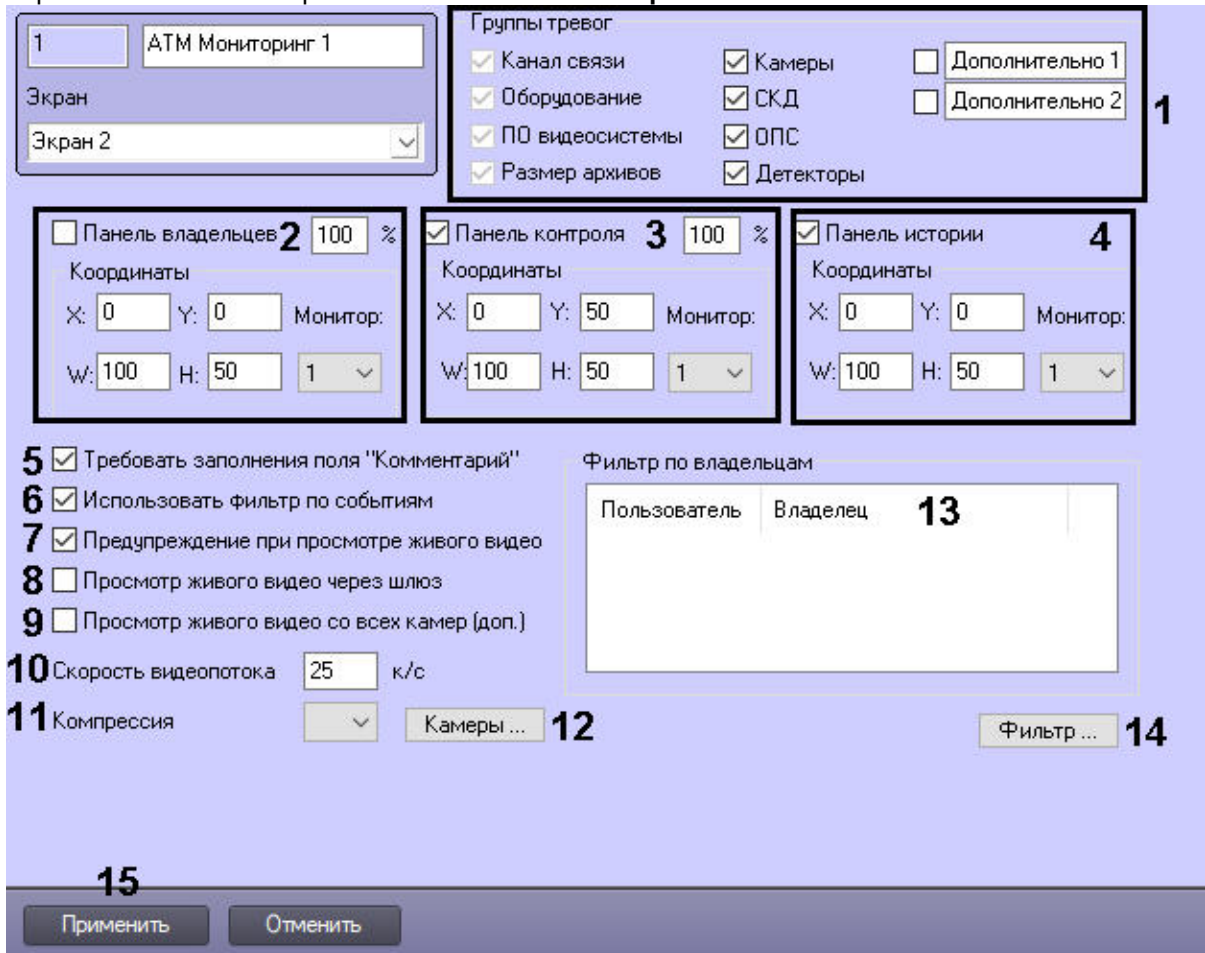 1
АТМ Мониторинг 1
Экран
Экран 2
Группы тревог
Канал связи
Камеры
Дополнительно 1
Оборудование
СКД
Дополнительно 2
1
ПО видеосистемы
ОПС
Размер архивов
Детекторы
Панель владельцев 2 100 %
Координаты
X: 0 Y: 0 Монитор:
W: 100 H: 50 1
Панель контроля 3 100 %
Координаты
X: 0 Y: 50 Монитор:
W: 100 H: 50 1
Панель истории 4
Координаты
X: 0 Y: 0 Монитор:
W: 100 H: 50 1
5 Требовать заполнения поля "Комментарий"
6 Использовать фильтр по событиям
7 Предупреждение при просмотре живого видео
8 Просмотр живого видео через шлюз
9 Просмотр живого видео со всех камер (доп.)
10 Скорость видеопотока 25 к/с
11 Компрессия
Камеры ... 12
Фильтр по владельцам
Пользователь Владелец 13
Фильтр ... 14
15
Применить Отменить